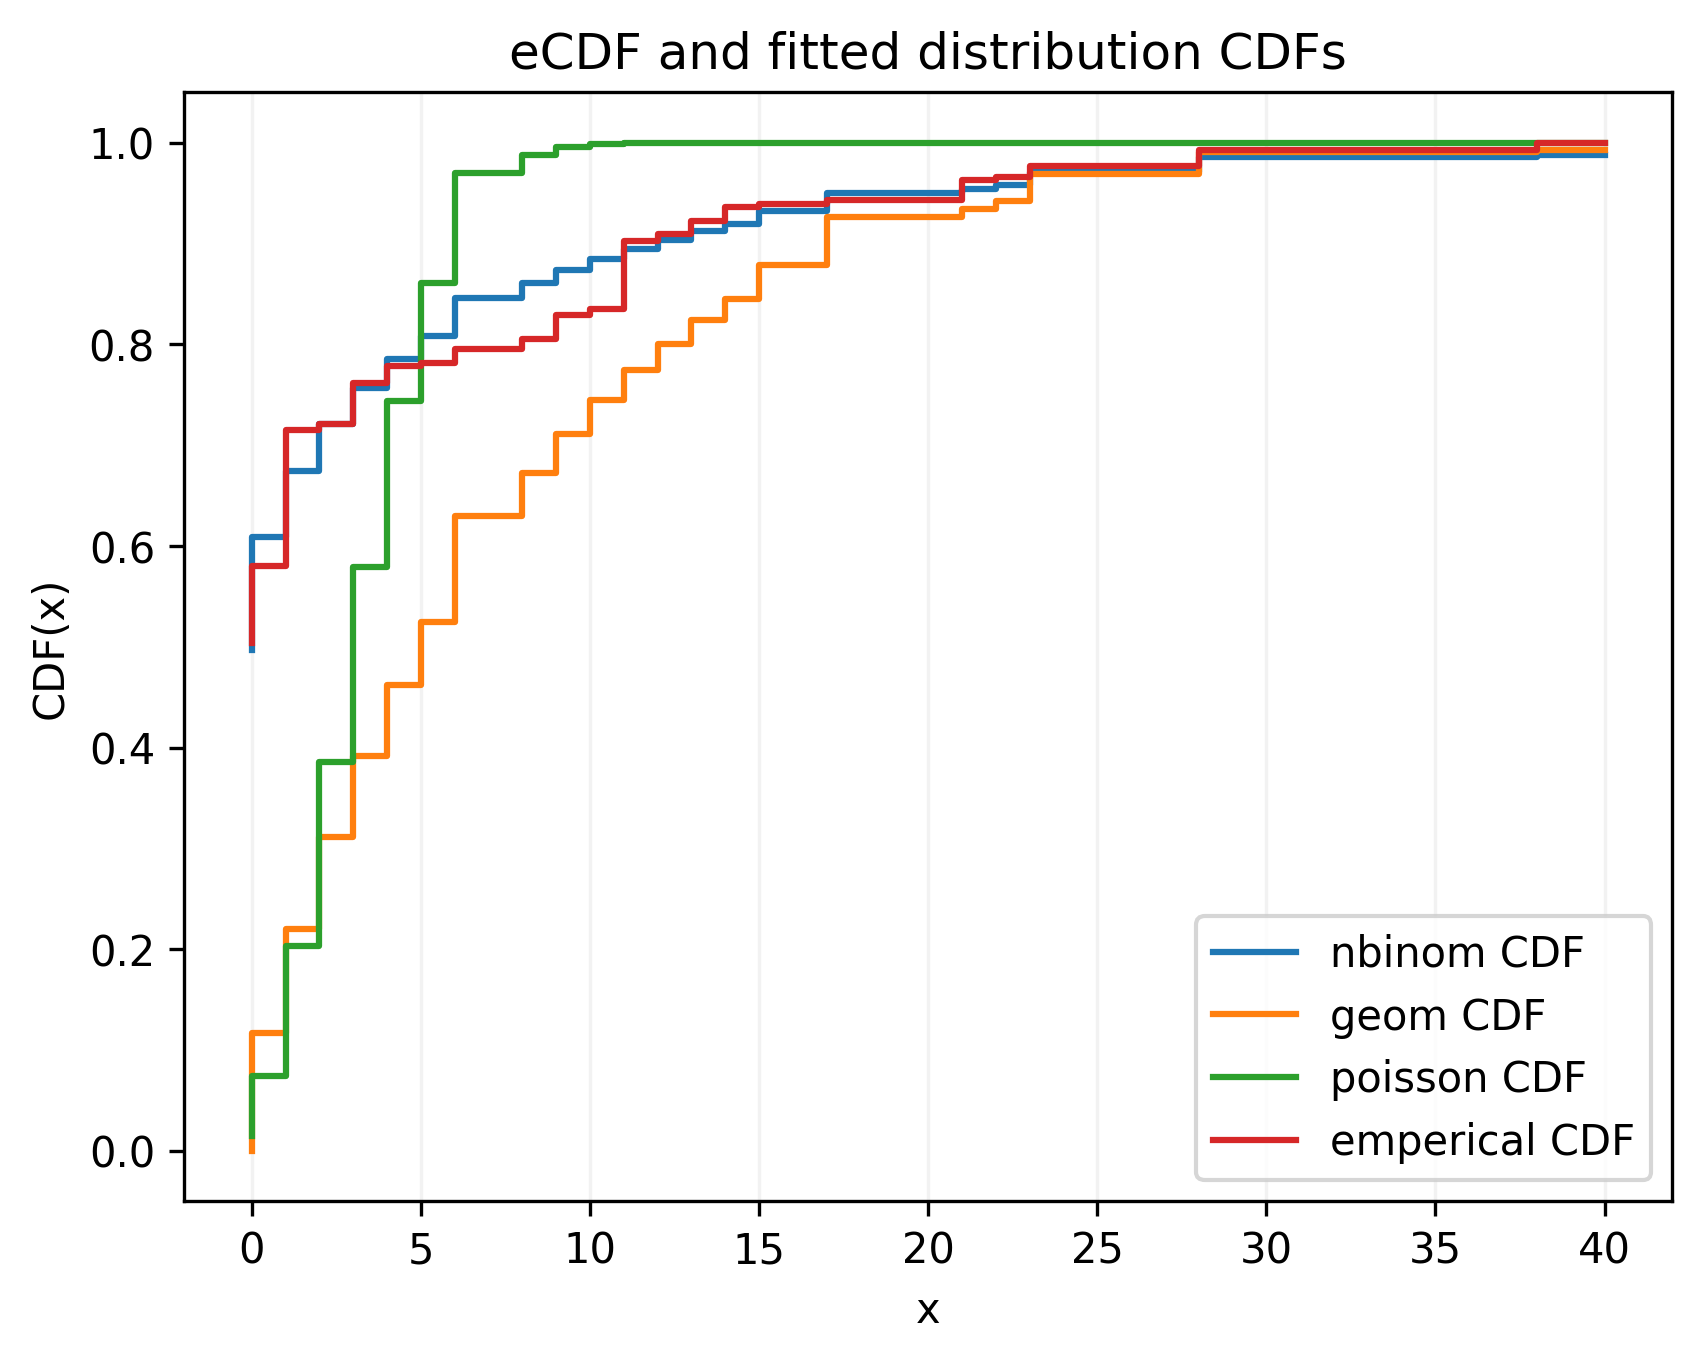 eCDF and fitted distribution CDFs
CDF(x)
1.0
0.8
0.6
0.4
0.2
0.0
nbinom CDF
geom CDF
poisson CDF
emperical CDF
0 5 10 15 20 25 30 35 40
x